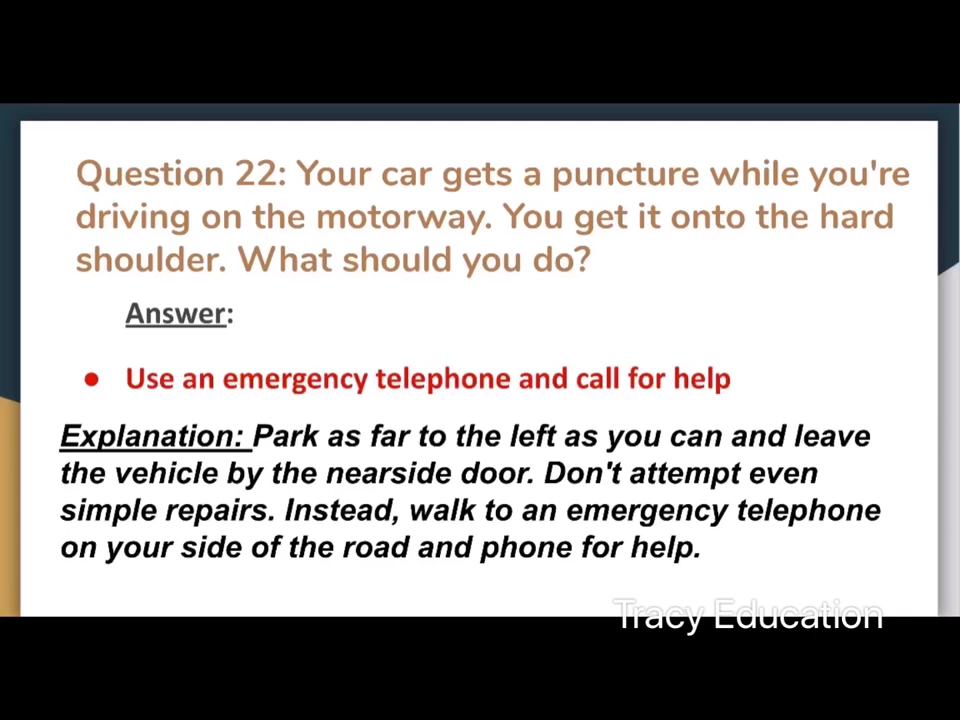 Question 22: Your car gets a puncture while you're
driving on the motorway. You get it onto the hard
shoulder. What should you do?
Answer:
● Use an emergency telephone and call for help
Explanation: Park as far to the left as you can and leave
the vehicle by the nearside door. Don't attempt even
simple repairs. Instead, walk to an emergency telephone
on your side of the road and phone for help.
Tracy Education